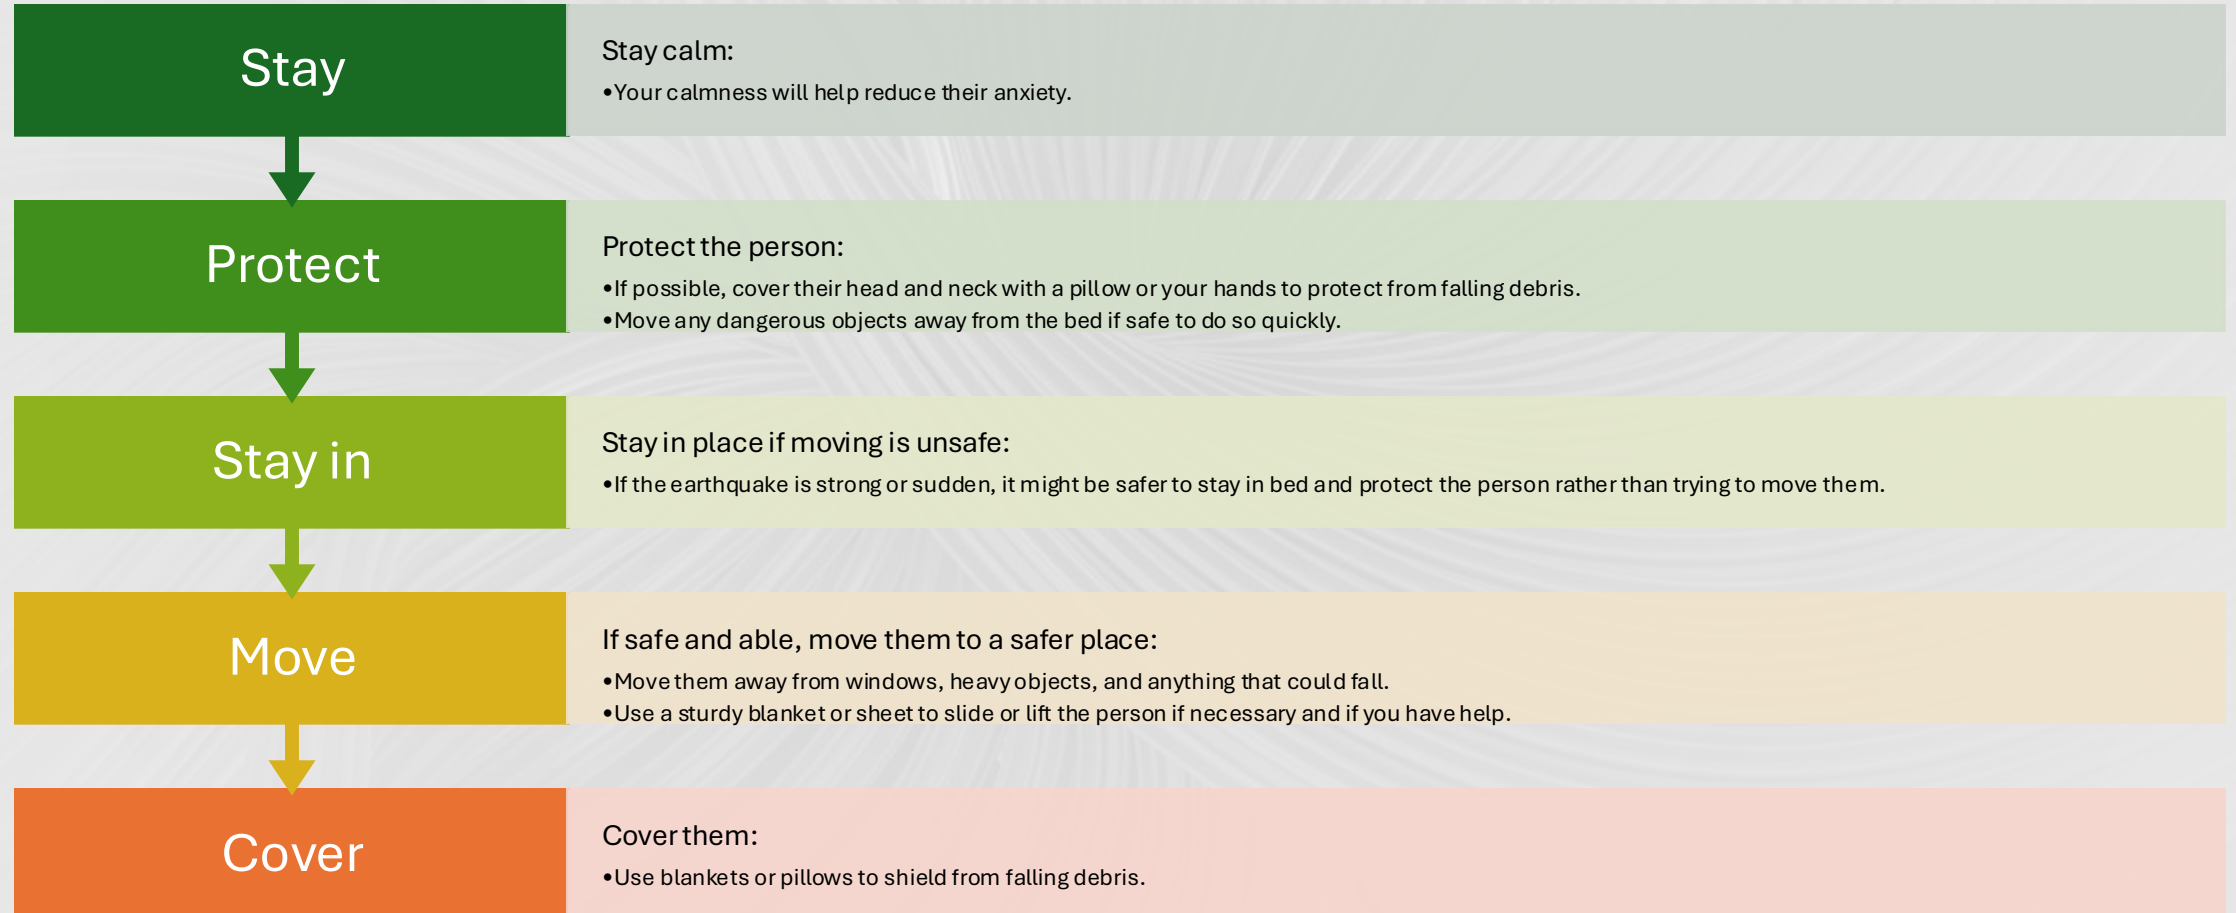 Stay
Stay calm:
•Your calmness will help reduce their anxiety.
Protect
Protect the person:
•If possible, cover their head and neck with a pillow or your hands to protect from falling debris.
•Move any dangerous objects away from the bed if safe to do so quickly.
Stay in
Stay in place if moving is unsafe:
•If the earthquake is strong or sudden, it might be safer to stay in bed and protect the person rather than trying to move them.
Move
If safe and able, move them to a safer place:
•Move them away from windows, heavy objects, and anything that could fall.
•Use a sturdy blanket or sheet to slide or lift the person if necessary and if you have help.
Cover
Cover them:
•Use blankets or pillows to shield from falling debris.